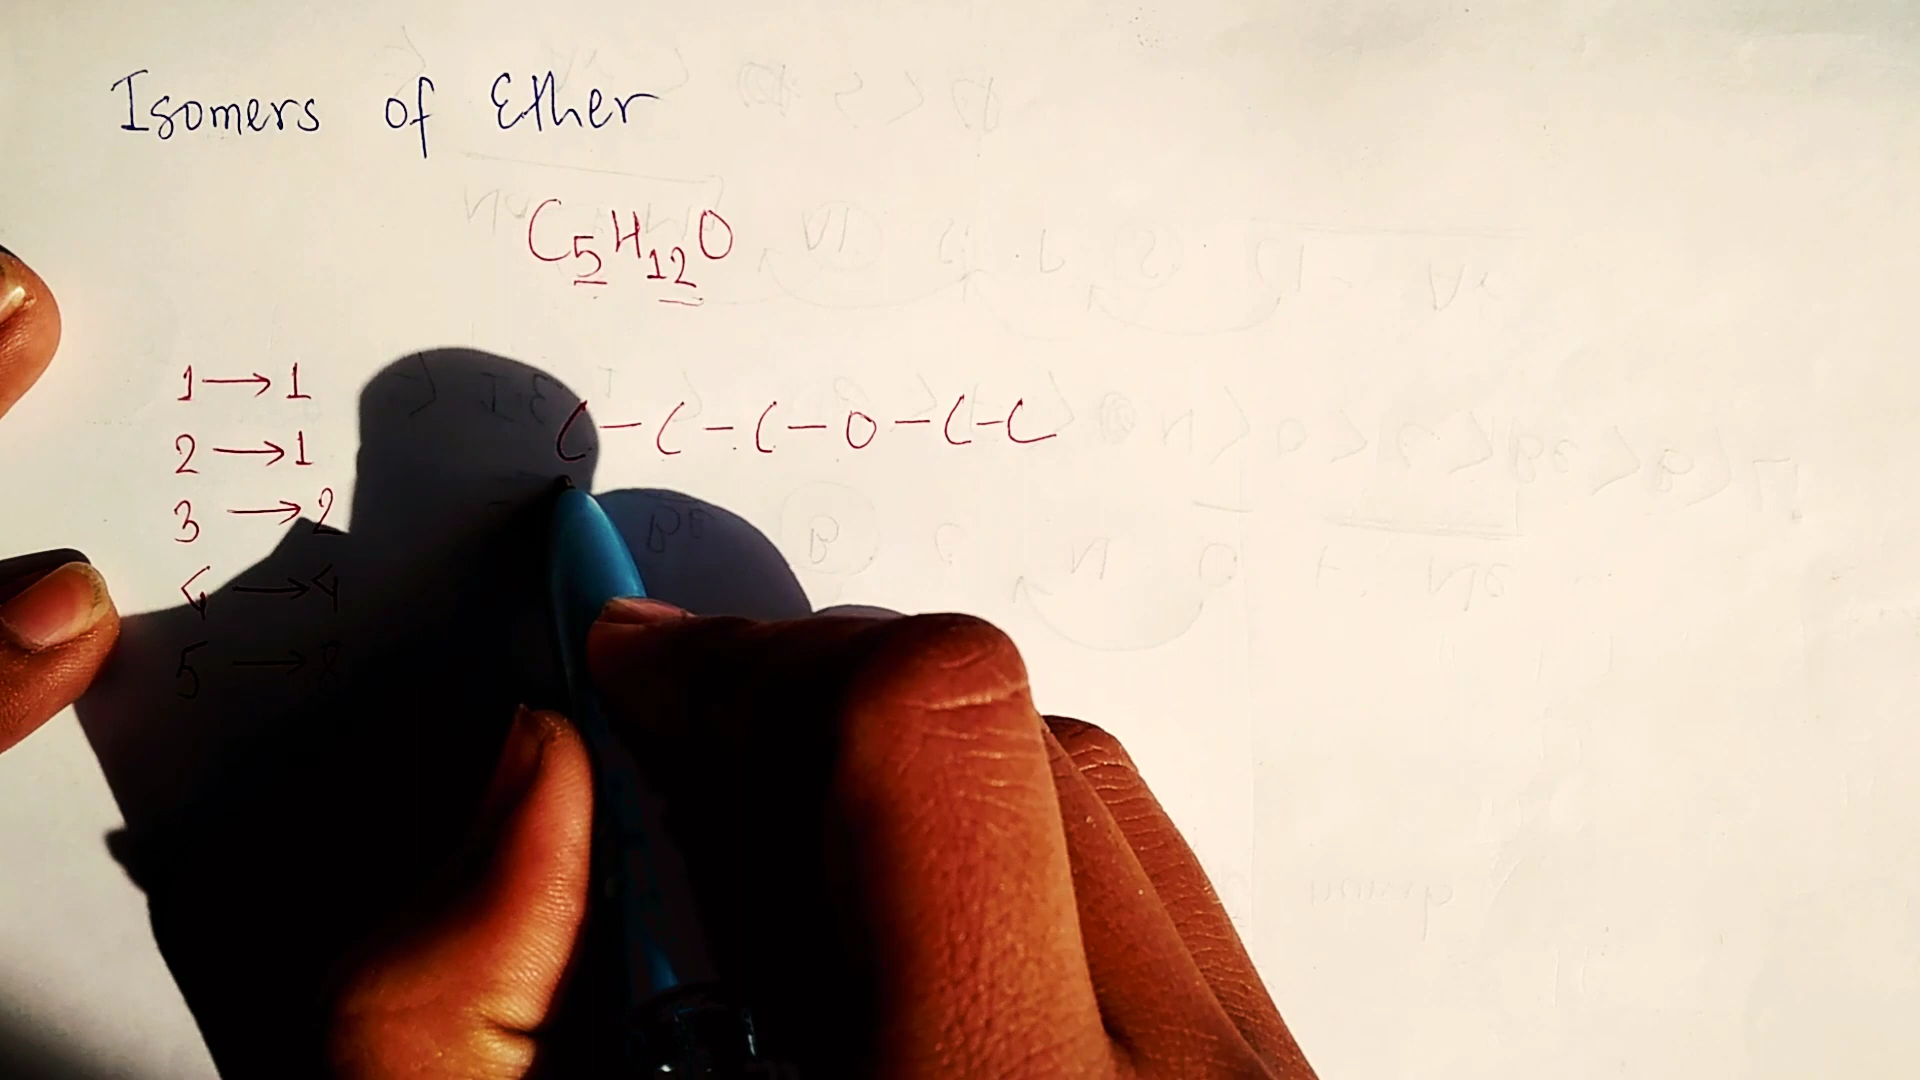 Isomers of Ether
C5H12O
1→1
2→1
3→2
4→4
5→8
C-C-C-O-C-C